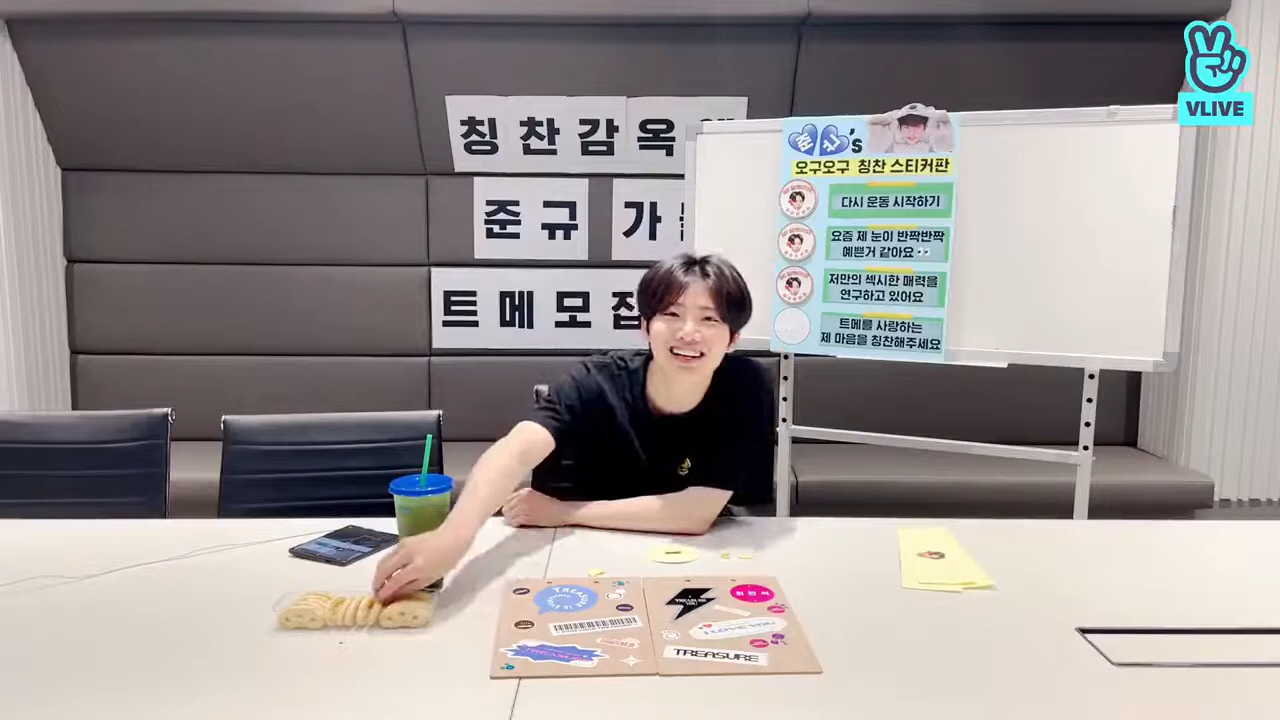 VLIVE
칭찬감옥
준규 가
트메모집
's
오구오구 칭찬 스티커판
다시 운동 시작하기
요즘 제 눈이 반짝반짝
예쁜거 같아요 👀
저만의 섹시한 매력을
연구하고 있어요
트메를 사랑하는
제 마음을 칭찬해주세요
TREASURE
I LOVE YOU
TREASURE